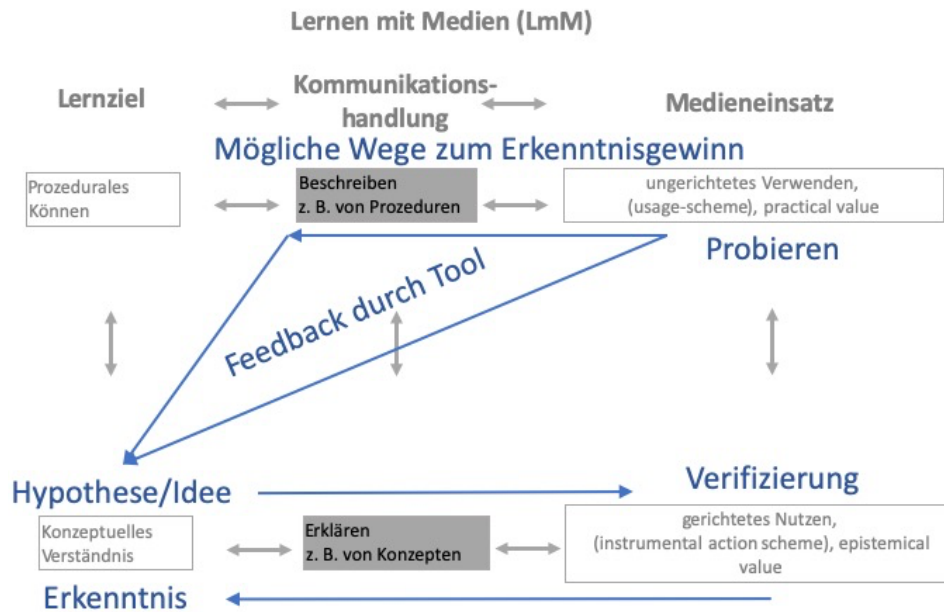 Lernen mit Medien (LmM)
Lernziel
Kommunikations-
handlung
Medieneinsatz
Mögliche Wege zum Erkenntnisgewinn
Prozedurales
Können
Beschreiben
z. B. von Prozeduren
ungerichtetes Verwenden,
(usage-scheme), practical value
Probieren
Feedback durch Tool
Hypothese/Idee
Verifizierung
Konzeptuelles
Verständnis
Erklären
z. B. von Konzepten
gerichtetes Nutzen,
(instrumental action scheme), epistemical
value
Erkenntnis